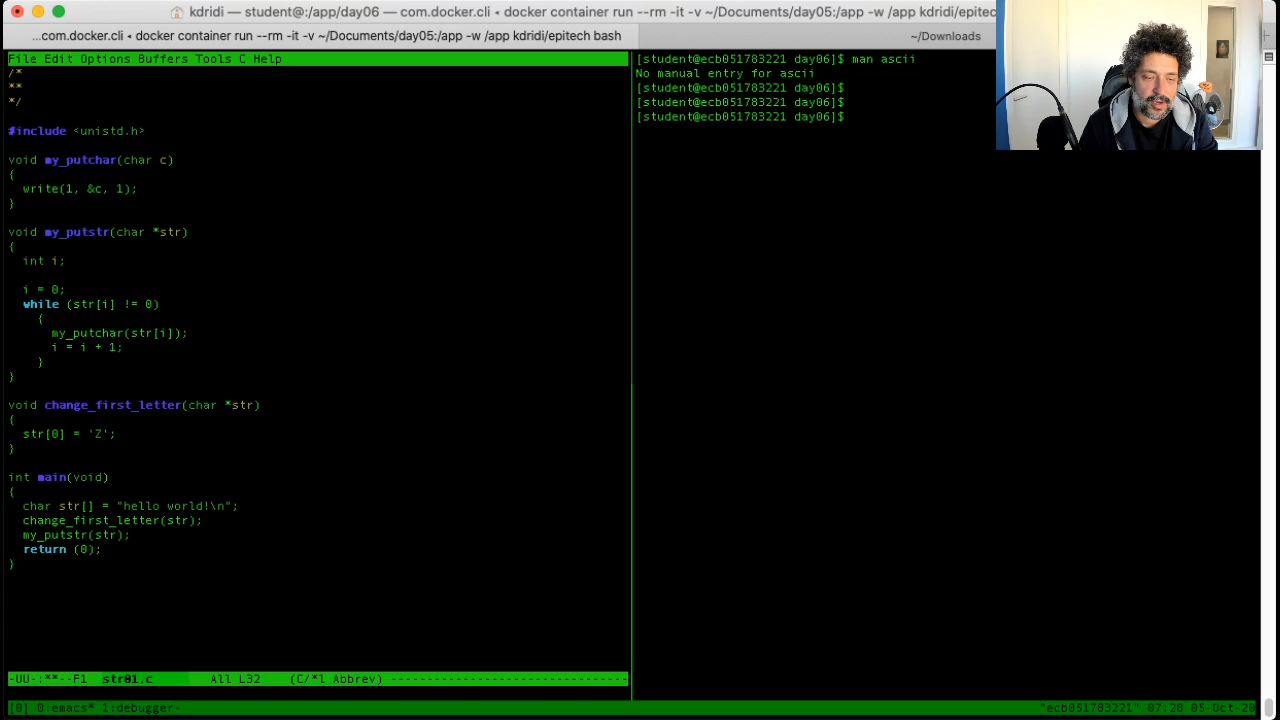 kdridi — student@:/app/day06 — com.docker.cli ◂ docker container run --rm -it -v ~/Documents/day05:/app -w /app kdridi/epitec
...com.docker.cli ◂ docker container run --rm -it -v ~/Documents/day05:/app -w /app kdridi/epitech bash
~/Downloads
File Edit Options Buffers Tools C Help
/*
**
*/
#include <unistd.h>
void my_putchar(char c)
{
write(1, &c, 1);
}
void my_putstr(char *str)
{
int i;
i = 0;
while (str[i] != 0)
{
my_putchar(str[i]);
i = i + 1;
}
}
void change_first_letter(char *str)
{
str[0] = 'Z';
}
int main(void)
{
char str[] = "hello world!\n";
change_first_letter(str);
my_putstr(str);
return (0);
}
-UU-:**--F1 str01.c All L32 (C/*l Abbrev) ---------------------------------
[student@ecb051783221 day06]$ man ascii
No manual entry for ascii
[student@ecb051783221 day06]$
[student@ecb051783221 day06]$
[student@ecb051783221 day06]$
[0] 0:emacs* 1:debugger- "ecb051783221" 07:28 05-Oct-20